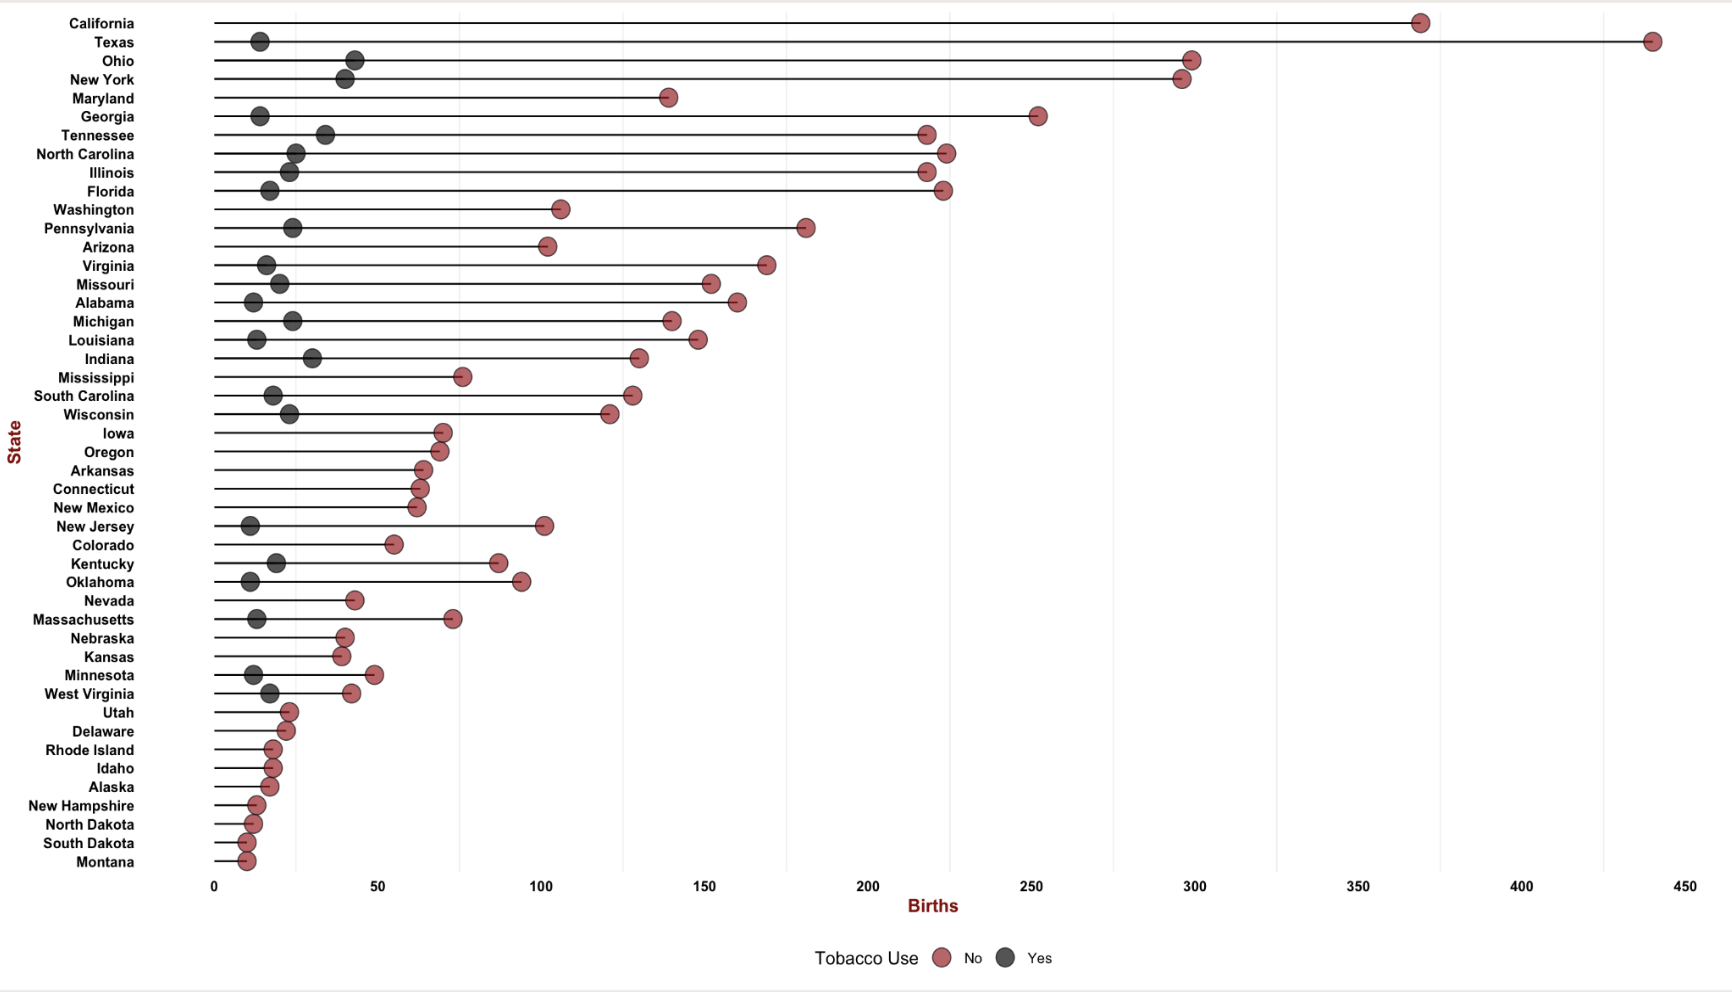 California
Texas
Ohio
New York
Maryland
Georgia
Tennessee
North Carolina
Illinois
Florida
Washington
Pennsylvania
Arizona
Virginia
Missouri
Alabama
Michigan
Louisiana
Indiana
Mississippi
South Carolina
Wisconsin
Iowa
Oregon
Arkansas
Connecticut
New Mexico
New Jersey
Colorado
Kentucky
Oklahoma
Nevada
Massachusetts
Nebraska
Kansas
Minnesota
West Virginia
Utah
Delaware
Rhode Island
Idaho
Alaska
New Hampshire
North Dakota
South Dakota
Montana
State
0 50 100 150 200 250 300 350 400 450
Births
Tobacco Use No Yes